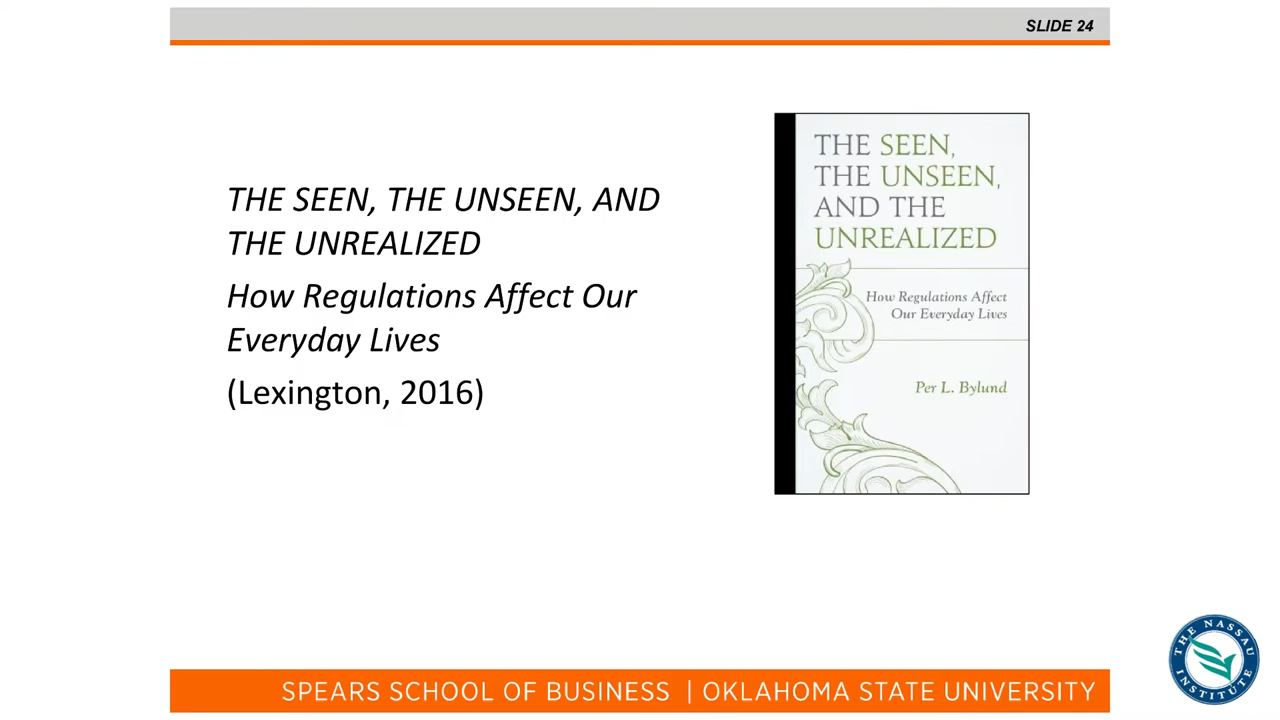 SLIDE 24
THE SEEN, THE UNSEEN, AND
THE UNREALIZED
How Regulations Affect Our
Everyday Lives
(Lexington, 2016)
THE SEEN,
THE UNSEEN,
AND THE
UNREALIZED
How Regulations Affect
Our Everyday Lives
Per L. Bylund
THE NASSAU INSTITUTE
SPEARS SCHOOL OF BUSINESS | OKLAHOMA STATE UNIVERSITY